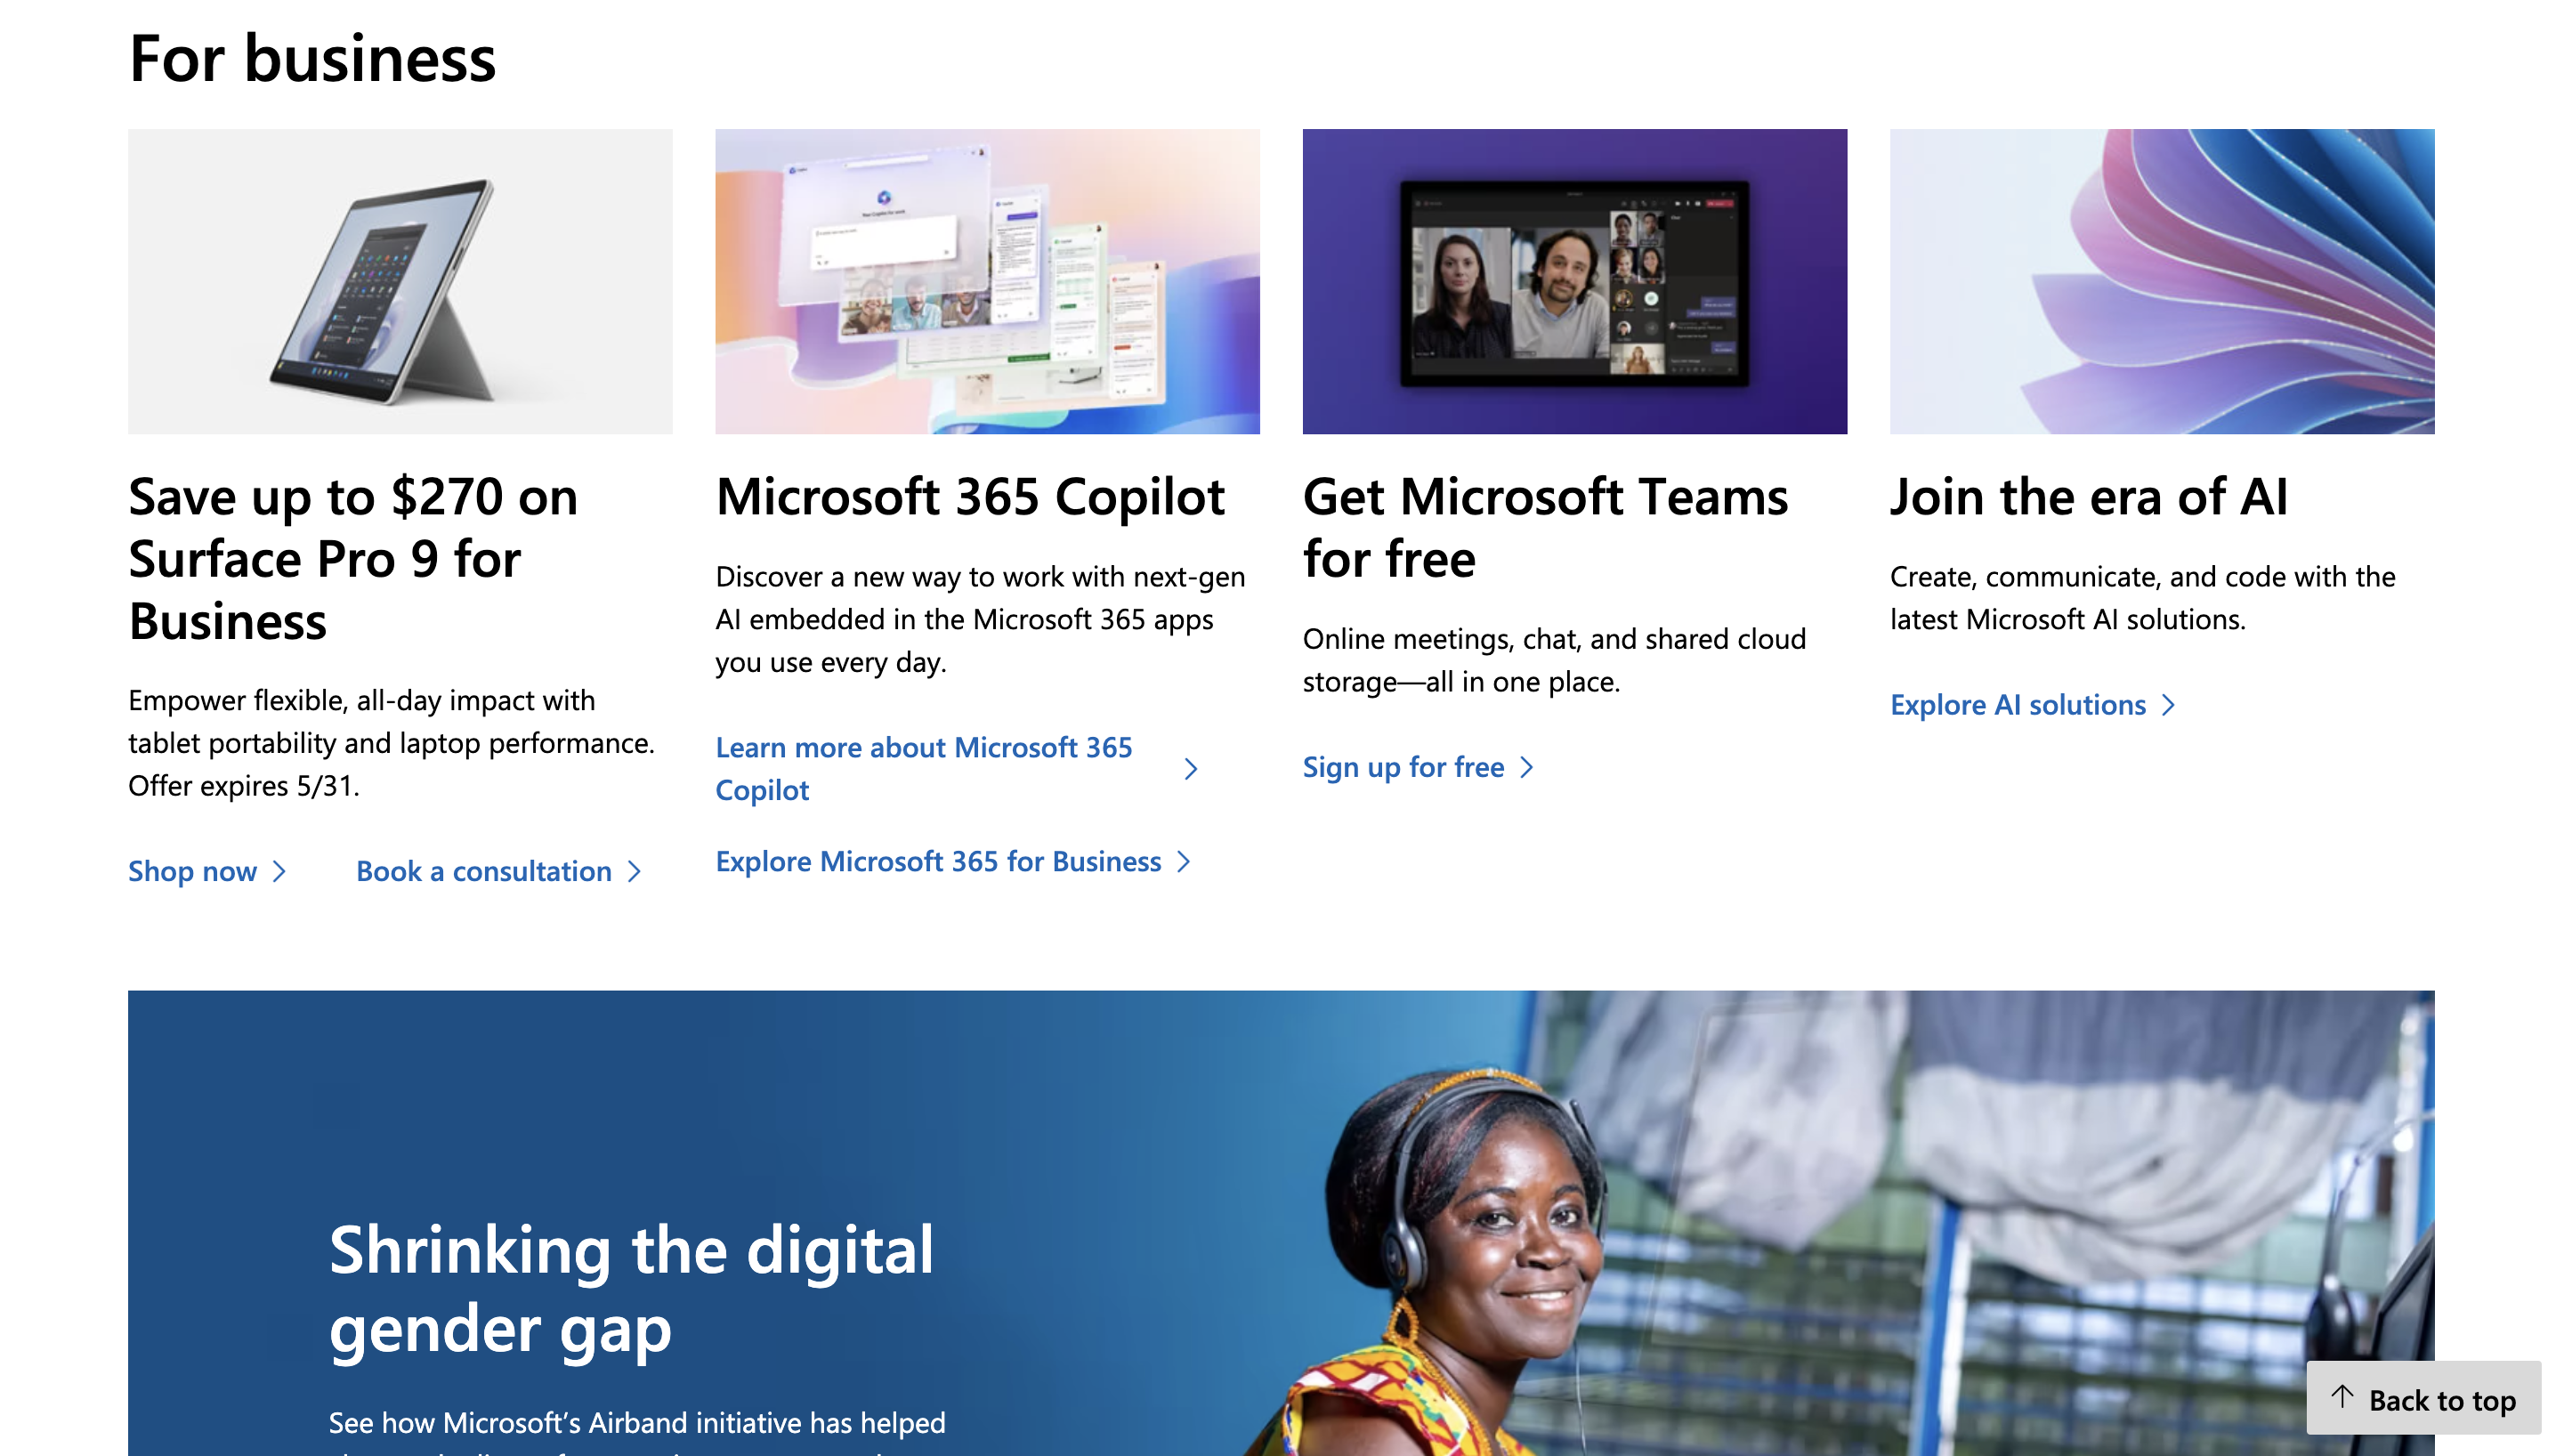 For business
Save up to $270 on
Surface Pro 9 for
Business
Empower flexible, all-day impact with
tablet portability and laptop performance.
Offer expires 5/31.
Shop now
Book a consultation
Microsoft 365 Copilot
Discover a new way to work with next-gen
AI embedded in the Microsoft 365 apps
you use every day.
Learn more about Microsoft 365
Copilot
Explore Microsoft 365 for Business
Get Microsoft Teams
for free
Online meetings, chat, and shared cloud
storage—all in one place.
Sign up for free
Join the era of AI
Create, communicate, and code with the
latest Microsoft AI solutions.
Explore AI solutions
Shrinking the digital
gender gap
See how Microsoft’s Airband initiative has helped
Back to top